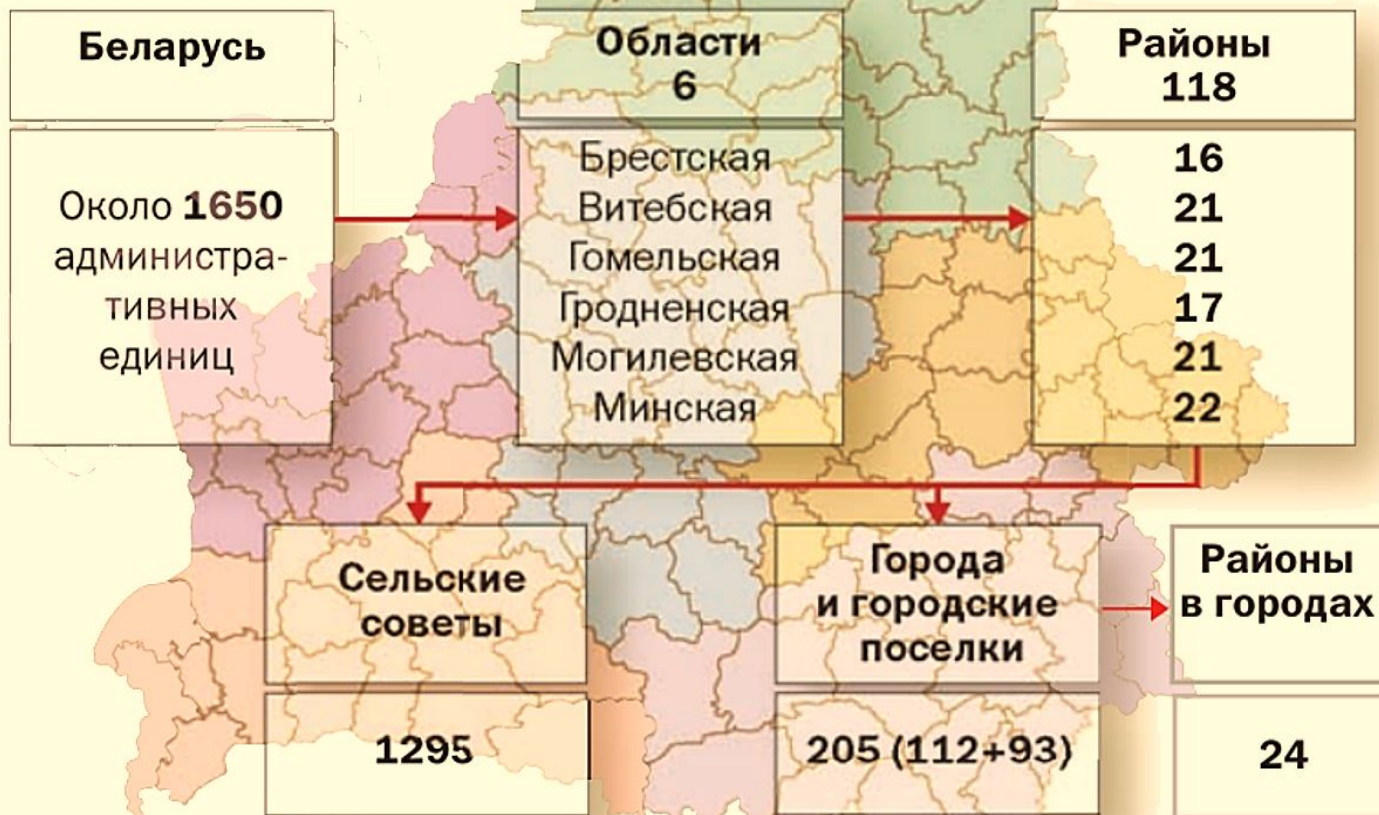 Беларусь
Около 1650
администра-
тивных
единиц
Области
6
Брестская
Витебская
Гомельская
Гродненская
Могилевская
Минская
Районы
118
16
21
21
17
21
22
Сельские
советы
1295
Города
и городские
поселки
205 (112+93)
Районы
в городах
24